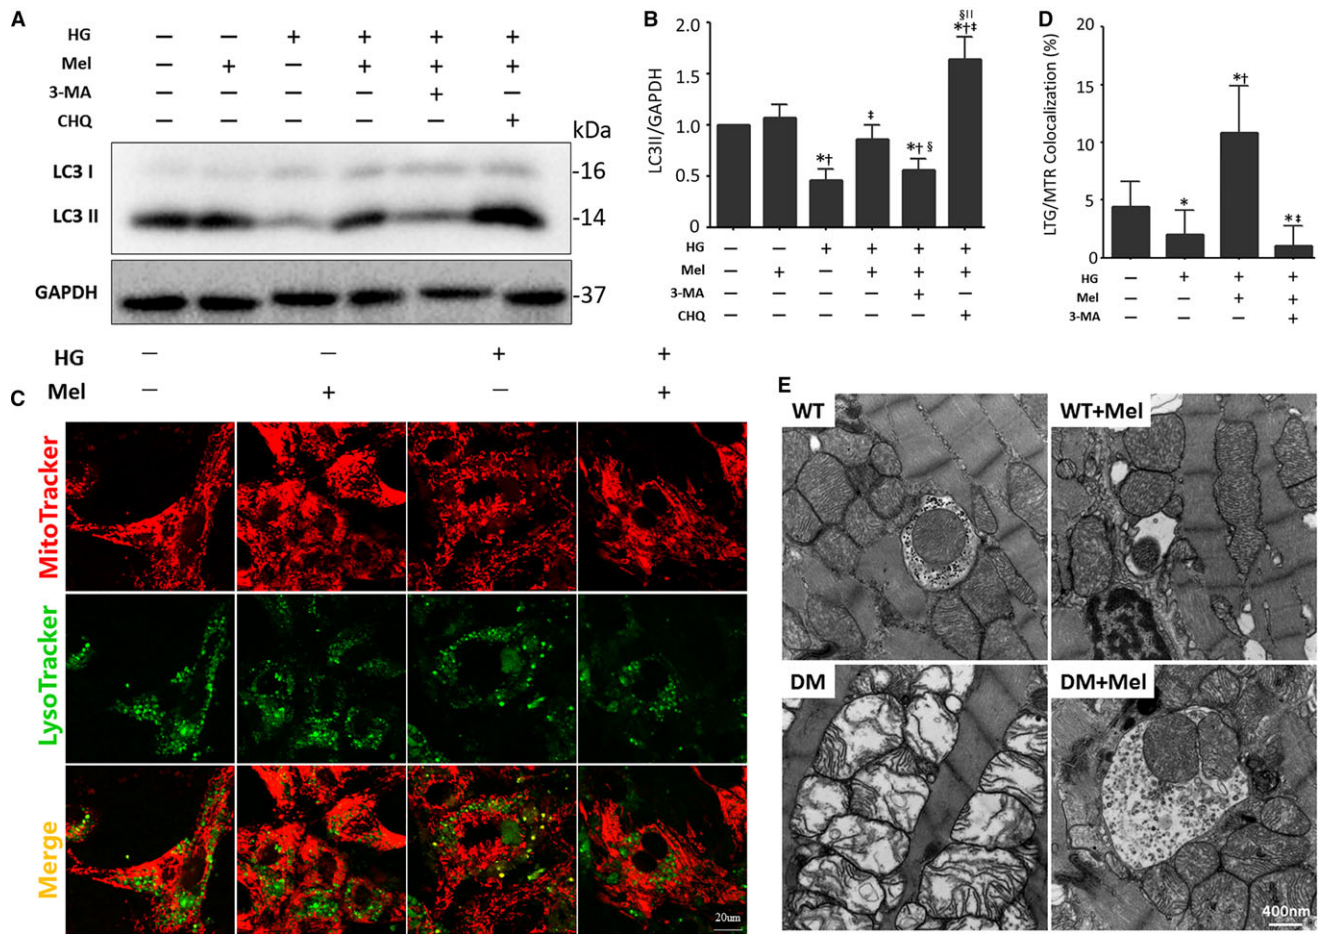 A
HG — — + + + +
Mel — + — + + +
3-MA — — — — + —
CHQ — — — — — +
kDa
LC3 I -16
LC3 II -14
GAPDH -37
B
LC3II/GAPDH
2.0
1.5
1.0
0.5
0
*†
‡
*† §
§II
*†‡
HG — — + + + +
Mel — + — + + +
3-MA — — — — + —
CHQ — — — — — +
D
LTG/MTR Colocalization (%)
20
15
10
5
0
*
*†
*‡
HG — + + +
Mel — — + +
3-MA — — — +
C
HG — — + +
Mel — + — +
MitoTracker
LysoTracker
Merge
20um
E
WT
WT+Mel
DM
DM+Mel
400nm